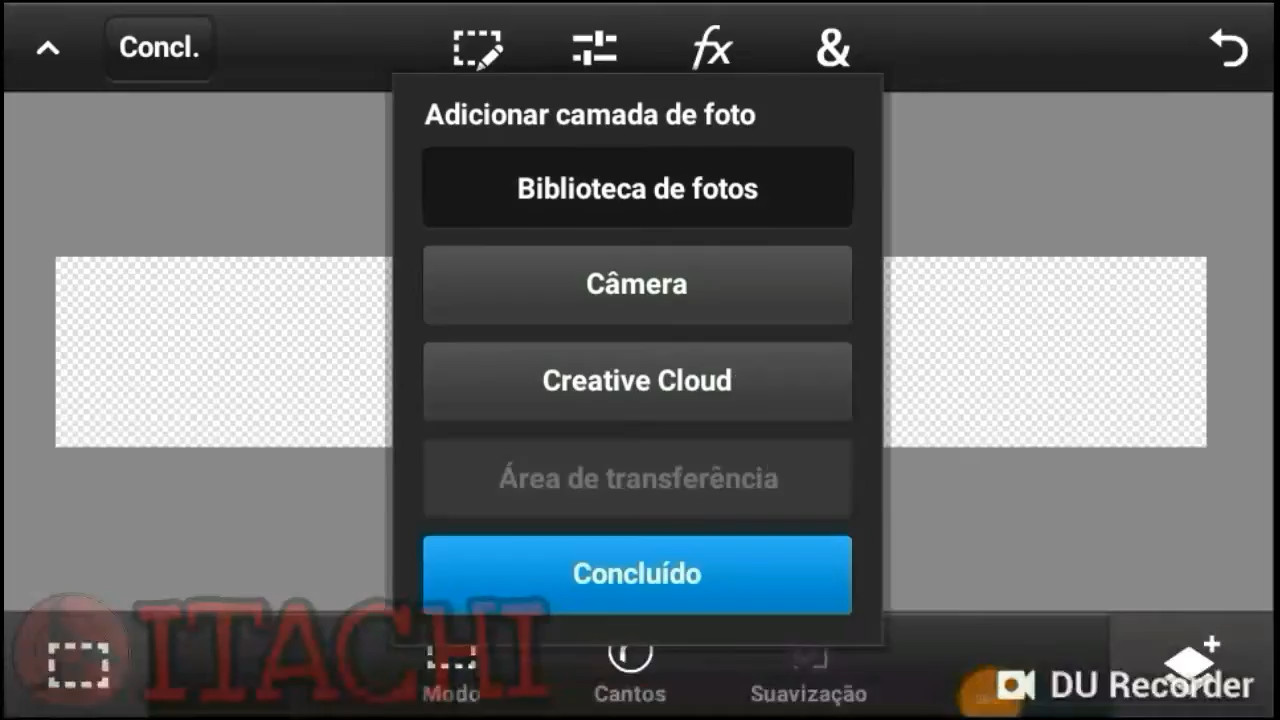 Concl.
fx
&
Adicionar camada de foto
Biblioteca de fotos
Câmera
Creative Cloud
Área de transferência
Concluído
ITACHI
Modo
Cantos
Suavização
DU Recorder